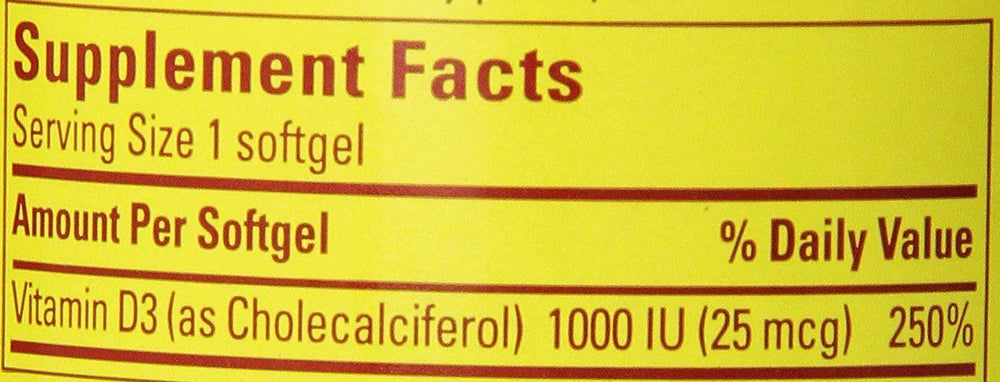 Supplement Facts
Serving Size 1 softgel
Amount Per Softgel % Daily Value
Vitamin D3 (as Cholecalciferol) 1000 IU (25 mcg) 250%